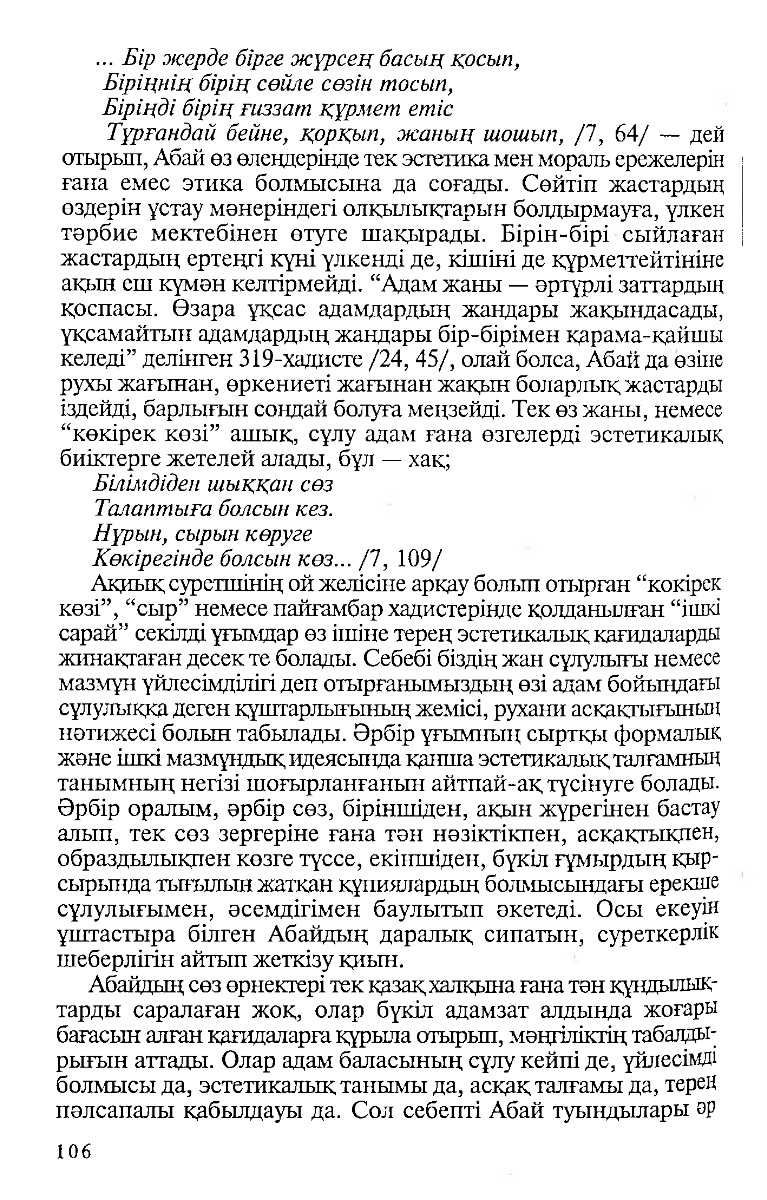 ... Бір жерде бірге жүрсең басың қосып,
Біріңнің бірің сөйле сөзін тосып,
Біріңді бірің ғиззат құрмет етіс
Тұрғандай бейне, қорқып, жаның шошып, /7, 64/ — дей
отырып, Абай өз өлеңдерінде тек эстетика мен мораль ережелерін
ғана емес этика болмысына да соғады. Сөйтіп жастардың
өздерін ұстау мәнеріндегі олқылықтарын болдырмауға, үлкен
тәрбие мектебінен өтуге шақырады. Бірін-бірі сыйлаған
жастардың ертеңгі күні үлкенді де, кішіні де құрметтейтініне
ақын еш күмән келтірмейді. “Адам жаны — әртүрлі заттардың
қоспасы. Өзара ұқсас адамдардың жандары жақындасады,
ұқсамайтын адамдардың жандары бір-бірімен қарама-қайшы
келеді” делінген 319-хадисте /24, 45/, олай болса, Абай да өзіне
рухы жағынан, өркениеті жағынан жақын боларлық жастарды
іздейді, барлығын сондай болуға меңзейді. Тек өз жаны, немесе
“көкірек көзі” ашық, сұлу адам ғана өзгелерді эстетикалық
биіктерге жетелей алады, бұл — хақ;
Білімдіден шыққан сөз
Талаптыға болсын кез.
Нұрын, сырын көруге
Көкірегінде болсын көз... /7, 109/
Ақиық суретшінің ой желісіне арқау болып отырған “кокірек
көзі”, “сыр” немесе пайғамбар хадистерінде қолданылған “ішкі
сарай” секілді ұғымдар өз ішіне терең эстетикалық қағидаларды
жинақтаған десек те болады. Себебі біздің жан сұлулығы немесе
мазмұн үйлесімділігі деп отырғанымыздың өзі адам бойындағы
сұлулыққа деген құштарлығының жемісі, рухани асқақтығының
нәтижесі болын табылады. Әрбір ұғымның сыртқы формалық
және ішкі мазмұндық идеясында қанша эстетикалық талғамның
танымның негізі шоғырланғанын айтпай-ақ түсінуге болады.
Әрбір оралым, әрбір сөз, біріншіден, ақын жүрегінен бастау
алып, тек сөз зергеріне ғана тән нәзіктікпен, асқақтықпен,
образдылықпен көзге түссе, екіншіден, бүкіл ғұмырдың қыр-
сырында тығылын жатқан құпиялардың болмысындағы ерекше
сұлулығымен, әсемдігімен баулытып әкетеді. Осы екеуін
ұштастыра білген Абайдың даралық сипатын, суреткерлік
шеберлігін айтып жеткізу қиын.
Абайдың сөз өрнектері тек қазақ халқына ғана тән құндылық-
тарды саралаған жоқ, олар бүкіл адамзат алдында жоғары
бағасын алған қағидаларға құрыла отырып, мәңгіліктің табалды-
рығын аттады. Олар адам баласының сұлу кейпі де, үйлесімді
болмысы да, эстетикалық танымы да, асқақ талғамы да, терең
пәлсапалы қабылдауы да. Сол себепті Абай туындылары әр
106